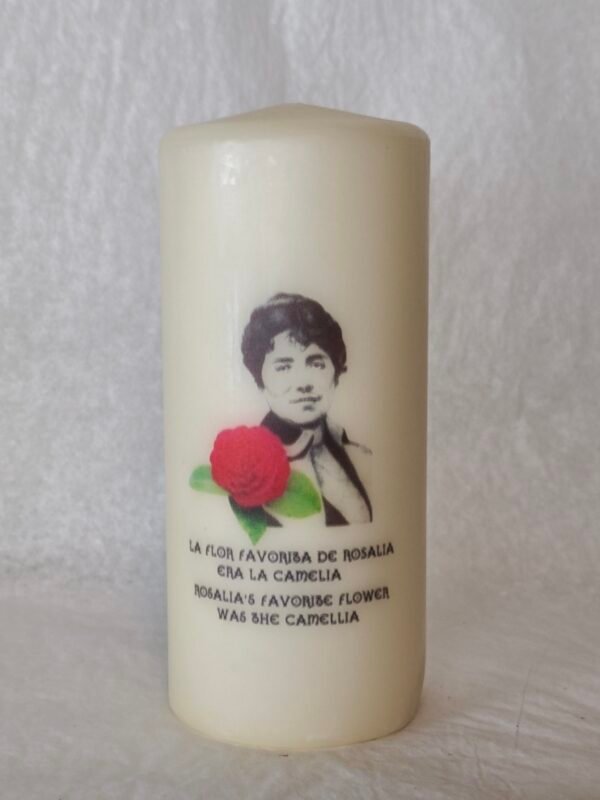 LA FLOR FAVORITA DE ROSALIA
ERA LA CAMELIA
ROSALIA'S FAVORITE FLOWER
WAS THE CAMELLIA